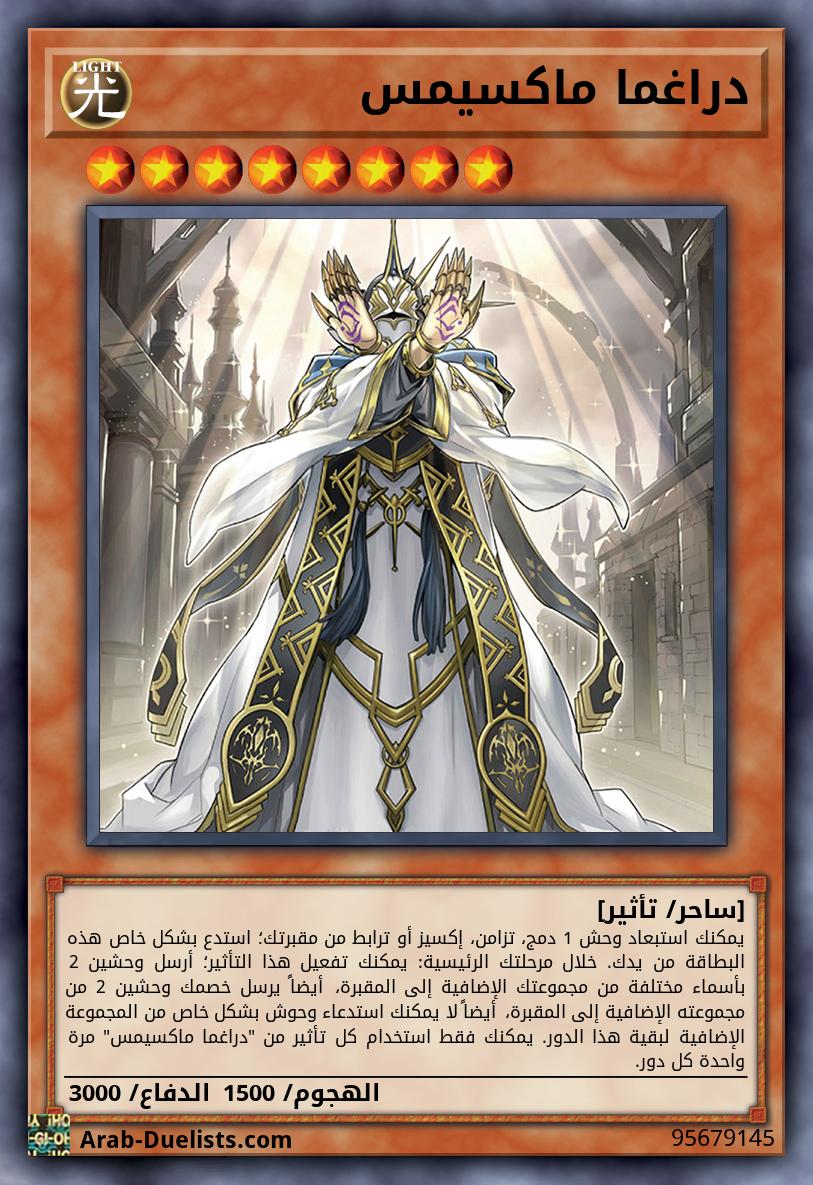 دراغما ماكسيمس
LIGHT
光
[ساحر/ تأثير]
يمكنك استبعاد وحش 1 دمج، تزامن، إكسيز أو ترابط من مقبرتك؛ استدع بشكل خاص هذه
البطاقة من يدك. خلال مرحلتك الرئيسية: يمكنك تفعيل هذا التأثير؛ أرسل وحشين 2
بأسماء مختلفة من مجموعتك الإضافية إلى المقبرة، أيضاً يرسل خصمك وحشين 2 من
مجموعته الإضافية إلى المقبرة، أيضاً لا يمكنك استدعاء وحوش بشكل خاص من المجموعة
الإضافية لبقية هذا الدور. يمكنك فقط استخدام كل تأثير من "دراغما ماكسيمس" مرة
واحدة كل دور.
الهجوم/ 1500 الدفاع/ 3000
Arab-Duelists.com
95679145